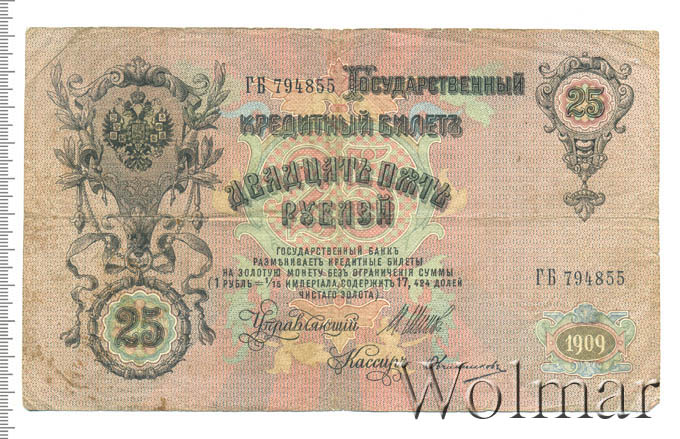 ГБ 794855 Государственный
25
Кредитный Билетъ
Двадцать пять
рублей
ГОСУДАРСТВЕННЫЙ БАНКЪ
РАЗМѢНИВАЕТЪ КРЕДИТНЫЕ БИЛЕТЫ
НА ЗОЛОТУЮ МОНЕТУ БЕЗЪ ОГРАНИЧЕНІЯ СУММЫ
(1 РУБЛЬ = 1/15 ИМПЕРІАЛА, СОДЕРЖИТЪ 17,424 ДОЛЕЙ
ЧИСТАГО ЗОЛОТА)
ГБ 794855
25
Управляющій
Кассиръ
1909
Wolmar